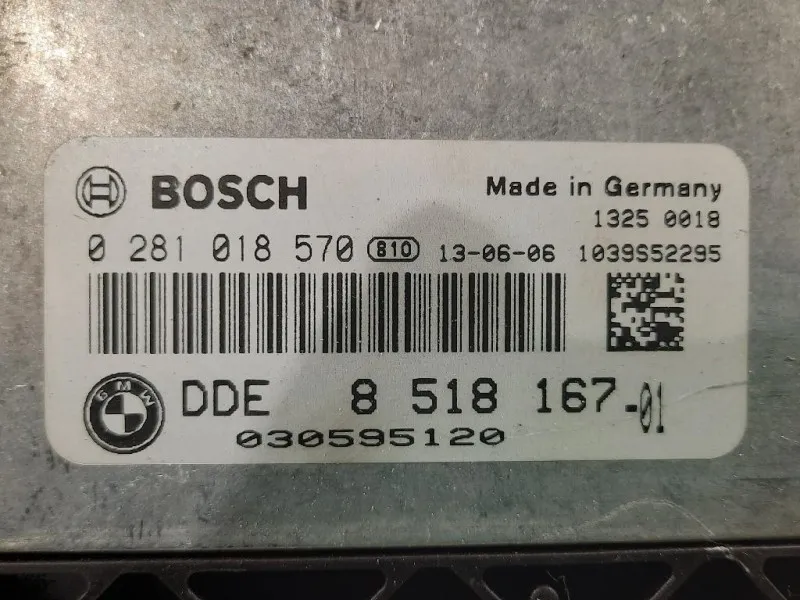 BOSCH Made in Germany
1325 0018
0 281 018 570 810 13-06-06 1039S52295
BMW DDE 8 518 167-01
030595120